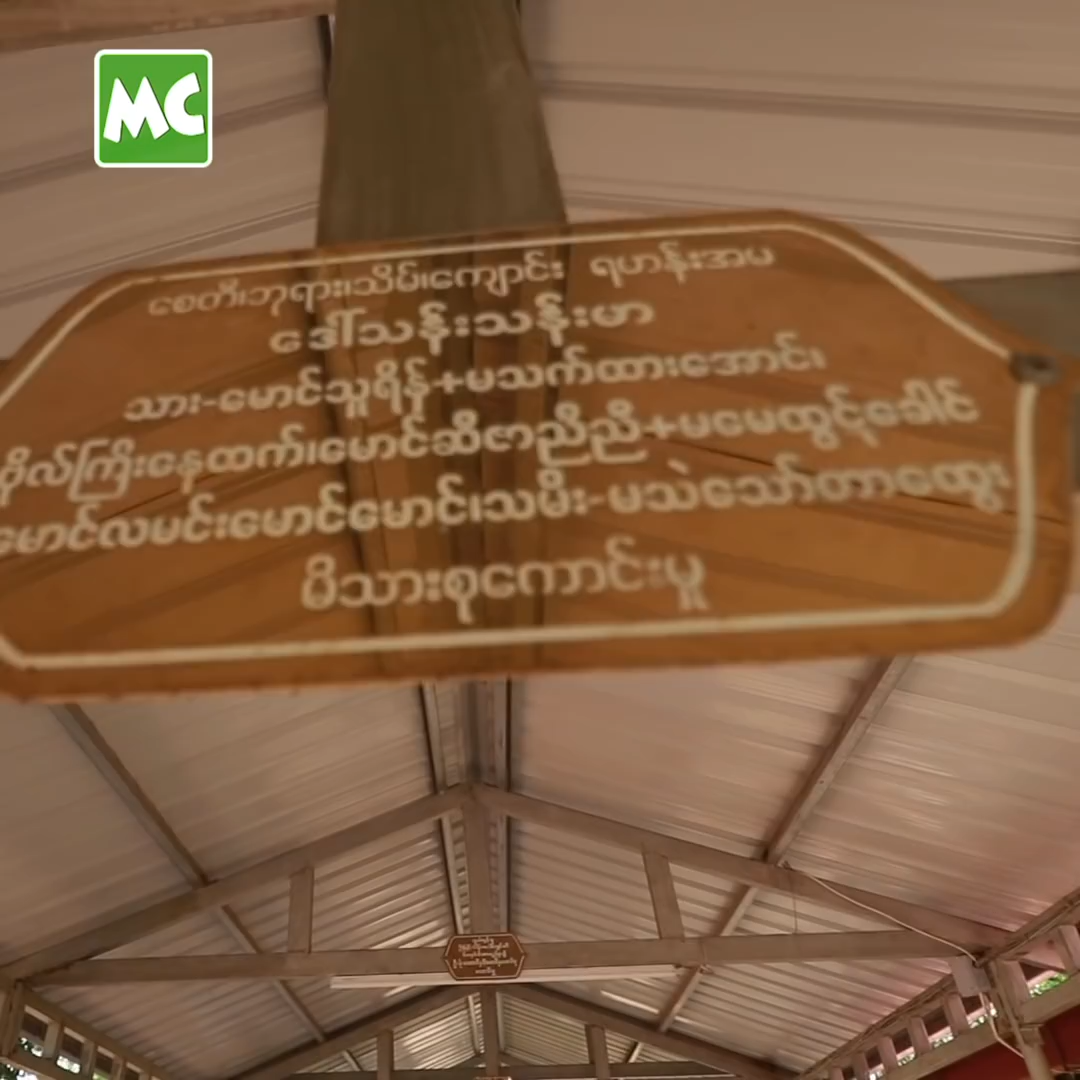 MC
စေတီ၊ဘုရား၊သိမ်၊ကျောင်း ရဟန်းအမ
ဒေါ်သန်းသန်းမာ
သား-မောင်သူရိန်+မသက်ထားအောင်၊
ဗိုလ်ကြီးနေထက်၊မောင်ဆီဇာညီညီ+မမေထွင့်ခေါင်
မောင်လမင်းမောင်မောင်၊သမီး-မသဲသော်တာထွေး
မိသားစုကောင်းမှု